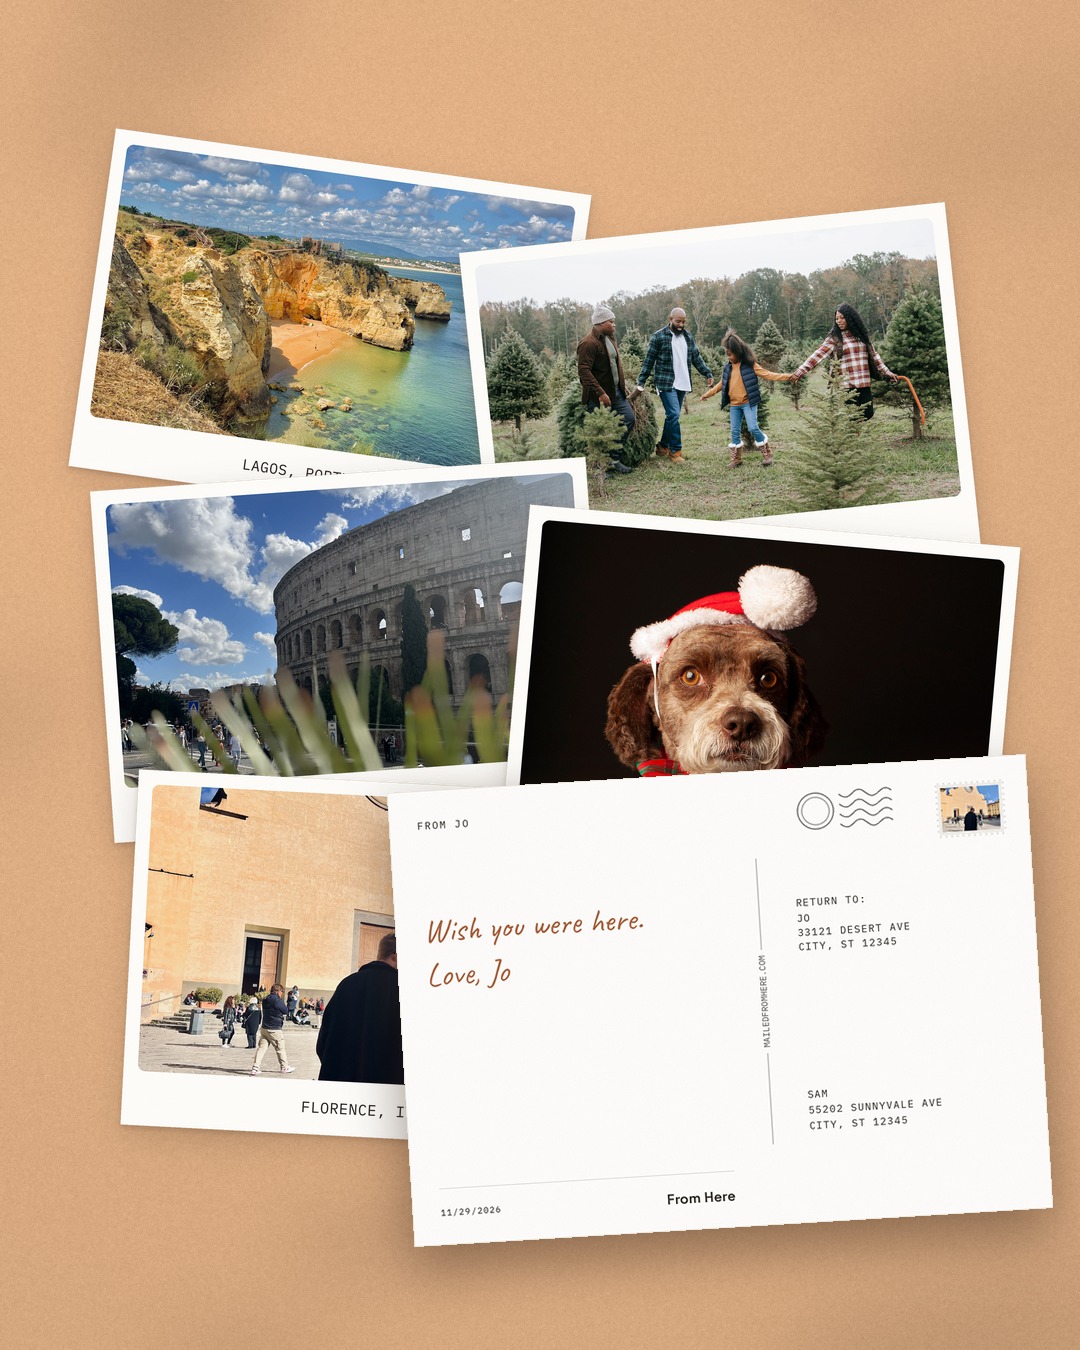 LAGOS,
FROM JO
Wish you were here.
Love, Jo
MAILEDFROMHERE.COM
RETURN TO:
JO
33121 DESERT AVE
CITY, ST 12345
SAM
55202 SUNNYVALE AVE
CITY, ST 12345
FLORENCE,
11/29/2026
From Here